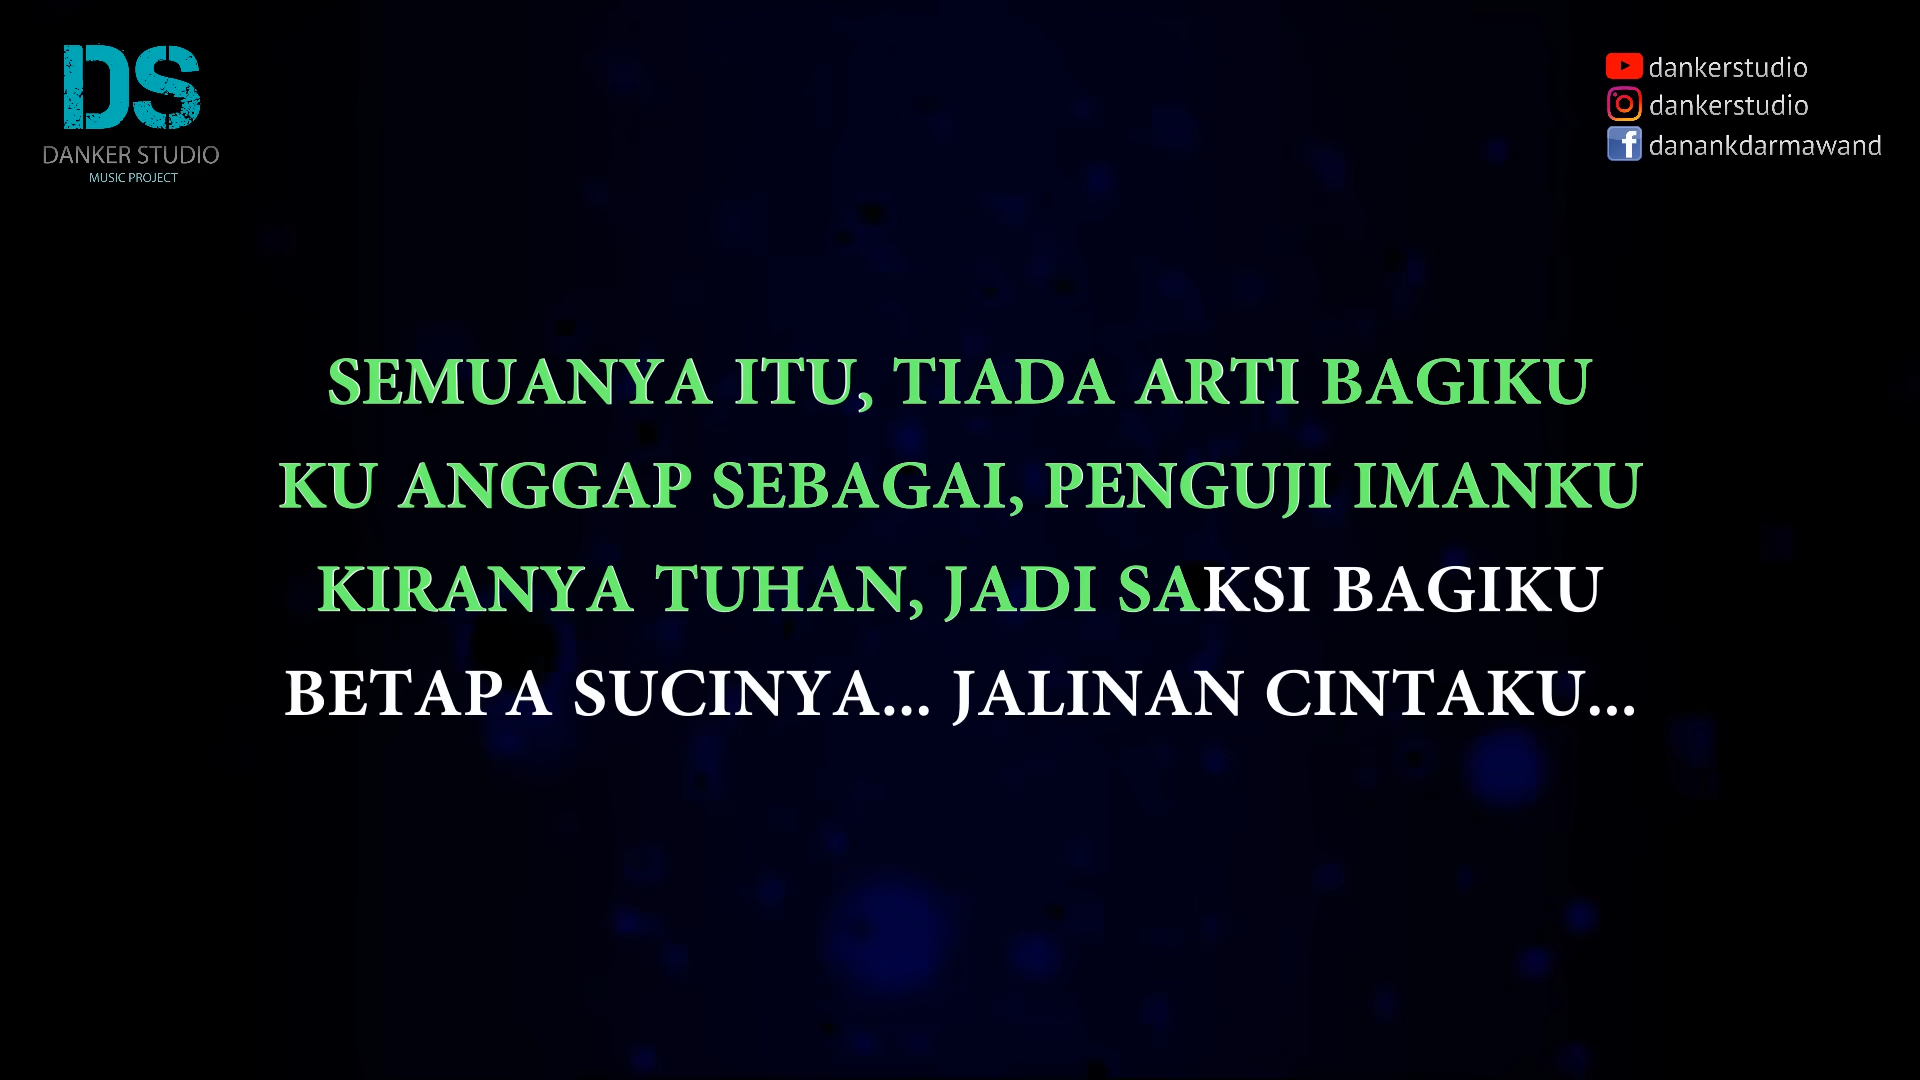 DS
DANKER STUDIO
MUSIC PROJECT
dankerstudio
dankerstudio
danankdarmawand
SEMUANYA ITU, TIADA ARTI BAGIKU
KU ANGGAP SEBAGAI, PENGUJI IMANKU
KIRANYA TUHAN, JADI SAKSI BAGIKU
BETAPA SUCINYA... JALINAN CINTAKU...